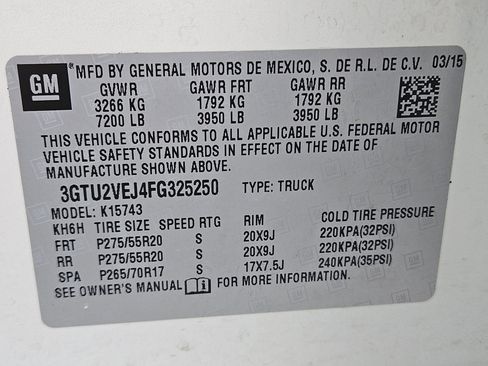 GM MFD BY GENERAL MOTORS DE MEXICO, S. DE R.L. DE C.V. 03/15
GVWR GAWR FRT GAWR RR
3266 KG 1792 KG 1792 KG
7200 LB 3950 LB 3950 LB
THIS VEHICLE CONFORMS TO ALL APPLICABLE U.S. FEDERAL MOTOR
VEHICLE SAFETY STANDARDS IN EFFECT ON THE DATE OF
MANUFACTURE SHOWN ABOVE.
3GTU2VEJ4FG325250 TYPE: TRUCK
MODEL: K15743
KH6H TIRE SIZE SPEED RTG RIM COLD TIRE PRESSURE
FRT P275/55R20 S 20X9J 220KPA(32PSI)
RR P275/55R20 S 20X9J 220KPA(32PSI)
SPA P265/70R17 S 17X7.5J 240KPA(35PSI)
SEE OWNER'S MANUAL FOR MORE INFORMATION